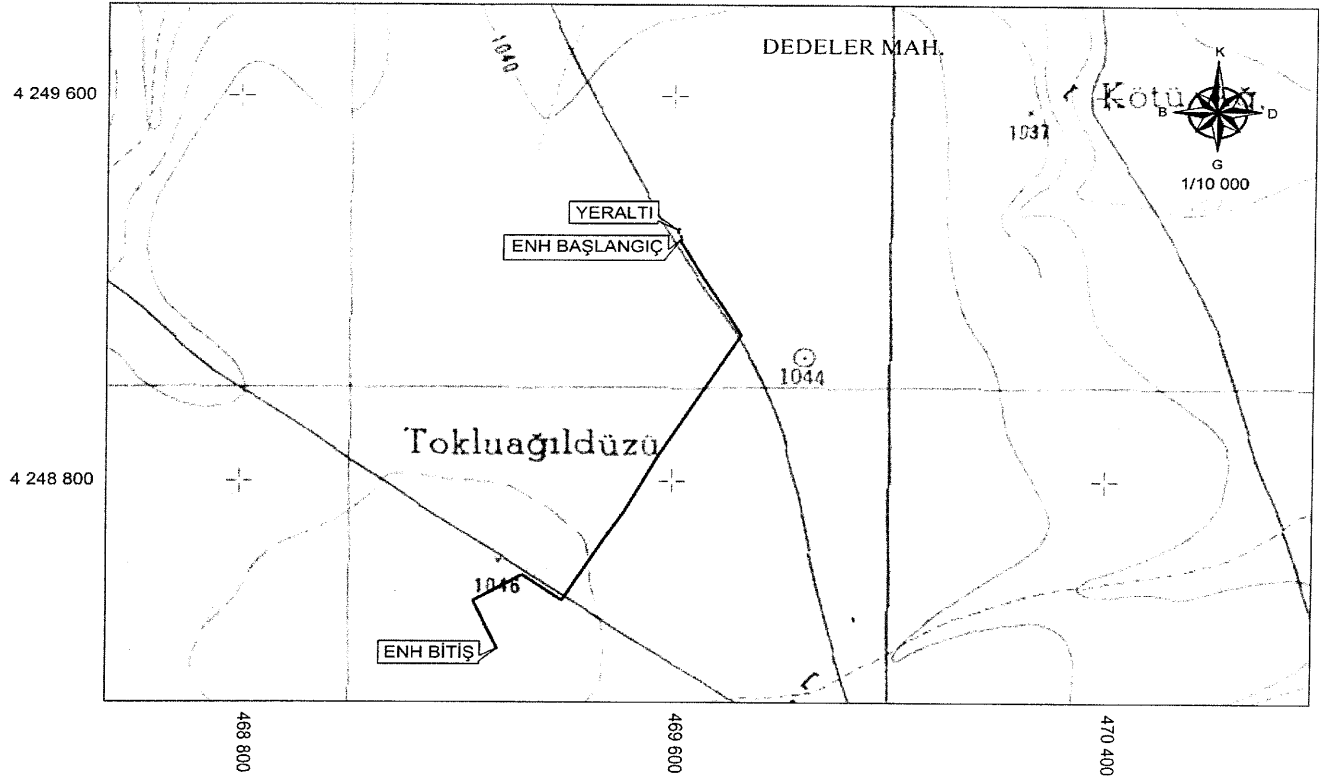 DEDELER MAH.
1040
4 249 600
Kötü
1037
K
B
D
G
1/10 000
YERALTI
ENH BAŞLANGIÇ
1044
Tokluağıldüzü
4 248 800
1046
ENH BİTİŞ
468 800
469 600
470 400